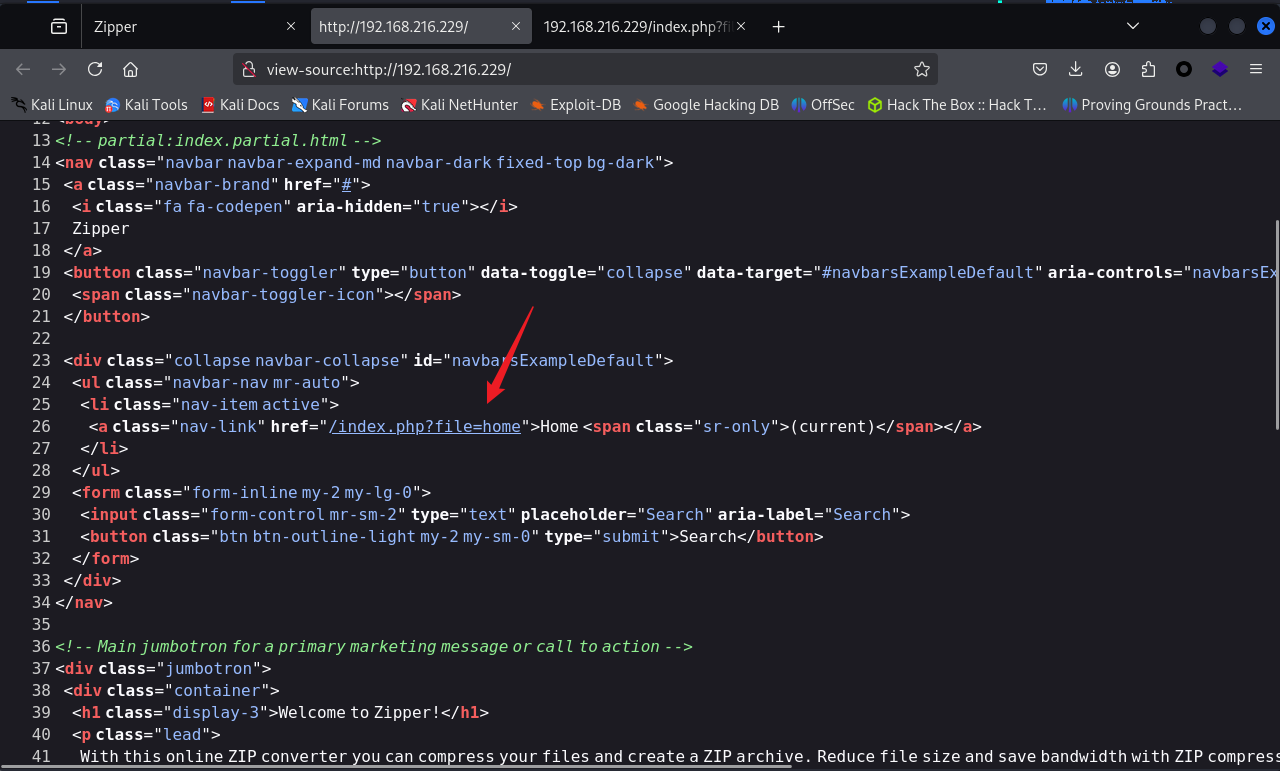 Zipper
http://192.168.216.229/
192.168.216.229/index.php?fi
view-source:http://192.168.216.229/
Kali Linux Kali Tools Kali Docs Kali Forums Kali NetHunter Exploit-DB Google Hacking DB OffSec Hack The Box :: Hack T… Proving Grounds Pract…
12 <body>
13 <!-- partial:index.partial.html -->
14 <nav class="navbar navbar-expand-md navbar-dark fixed-top bg-dark">
15 <a class="navbar-brand" href="#">
16 <i class="fa fa-codepen" aria-hidden="true"></i>
17 Zipper
18 </a>
19 <button class="navbar-toggler" type="button" data-toggle="collapse" data-target="#navbarsExampleDefault" aria-controls="navbarsEx
20 <span class="navbar-toggler-icon"></span>
21 </button>
22
23 <div class="collapse navbar-collapse" id="navbarsExampleDefault">
24 <ul class="navbar-nav mr-auto">
25 <li class="nav-item active">
26 <a class="nav-link" href="/index.php?file=home">Home <span class="sr-only">(current)</span></a>
27 </li>
28 </ul>
29 <form class="form-inline my-2 my-lg-0">
30 <input class="form-control mr-sm-2" type="text" placeholder="Search" aria-label="Search">
31 <button class="btn btn-outline-light my-2 my-sm-0" type="submit">Search</button>
32 </form>
33 </div>
34 </nav>
35
36 <!-- Main jumbotron for a primary marketing message or call to action -->
37 <div class="jumbotron">
38 <div class="container">
39 <h1 class="display-3">Welcome to Zipper!</h1>
40 <p class="lead">
41 With this online ZIP converter you can compress your files and create a ZIP archive. Reduce file size and save bandwidth with ZIP compress